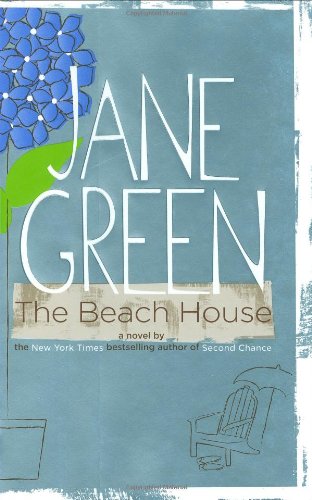 JANE
GREEN
The Beach House
a novel by
the New York Times bestselling author of Second Chance